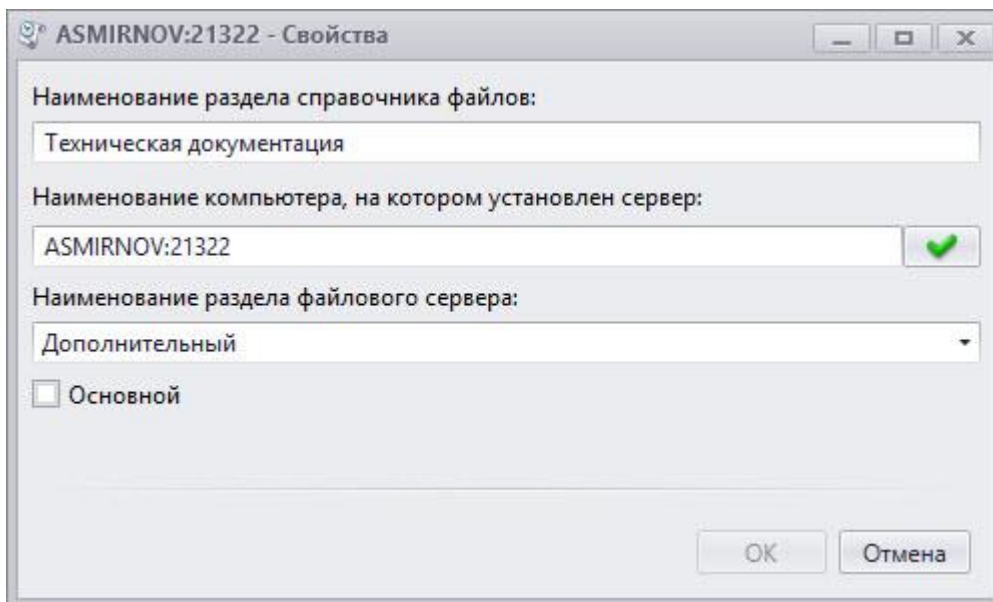 ASMIRNOV:21322 - Свойства
Наименование раздела справочника файлов:
Техническая документация
Наименование компьютера, на котором установлен сервер:
ASMIRNOV:21322
Наименование раздела файлового сервера:
Дополнительный
Основной
ОК
Отмена